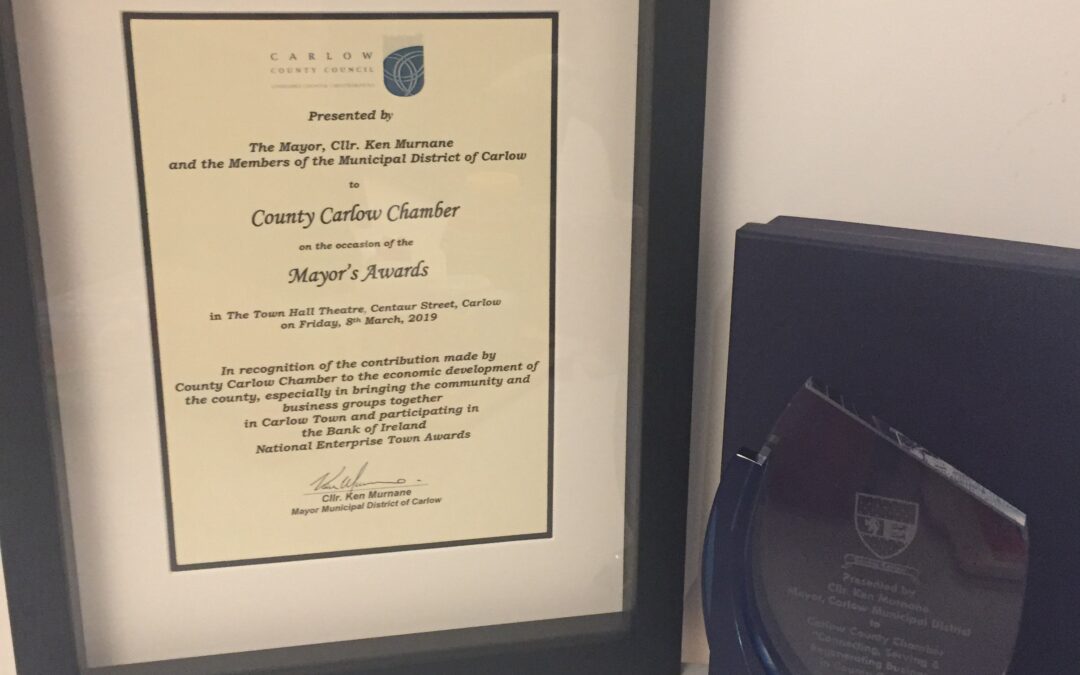 CARLOW
COUNTY COUNCIL
Presented by
The Mayor, Cllr. Ken Murnane
and the Members of the Municipal District of Carlow
to
County Carlow Chamber
on the occasion of the
Mayor's Awards
in The Town Hall Theatre, Centaur Street, Carlow
on Friday, 8th March, 2019
In recognition of the contribution made by
County Carlow Chamber to the economic development of
the county, especially in bringing the community and
business groups together
in Carlow Town and participating in
the Bank of Ireland
National Enterprise Town Awards
Cllr. Ken Murnane
Mayor Municipal District of Carlow
Presented by
Cllr. Ken Murnane
Mayor, Carlow Municipal District
to
Carlow County Chamber
"Connecting, Serving &
Regenerating
in